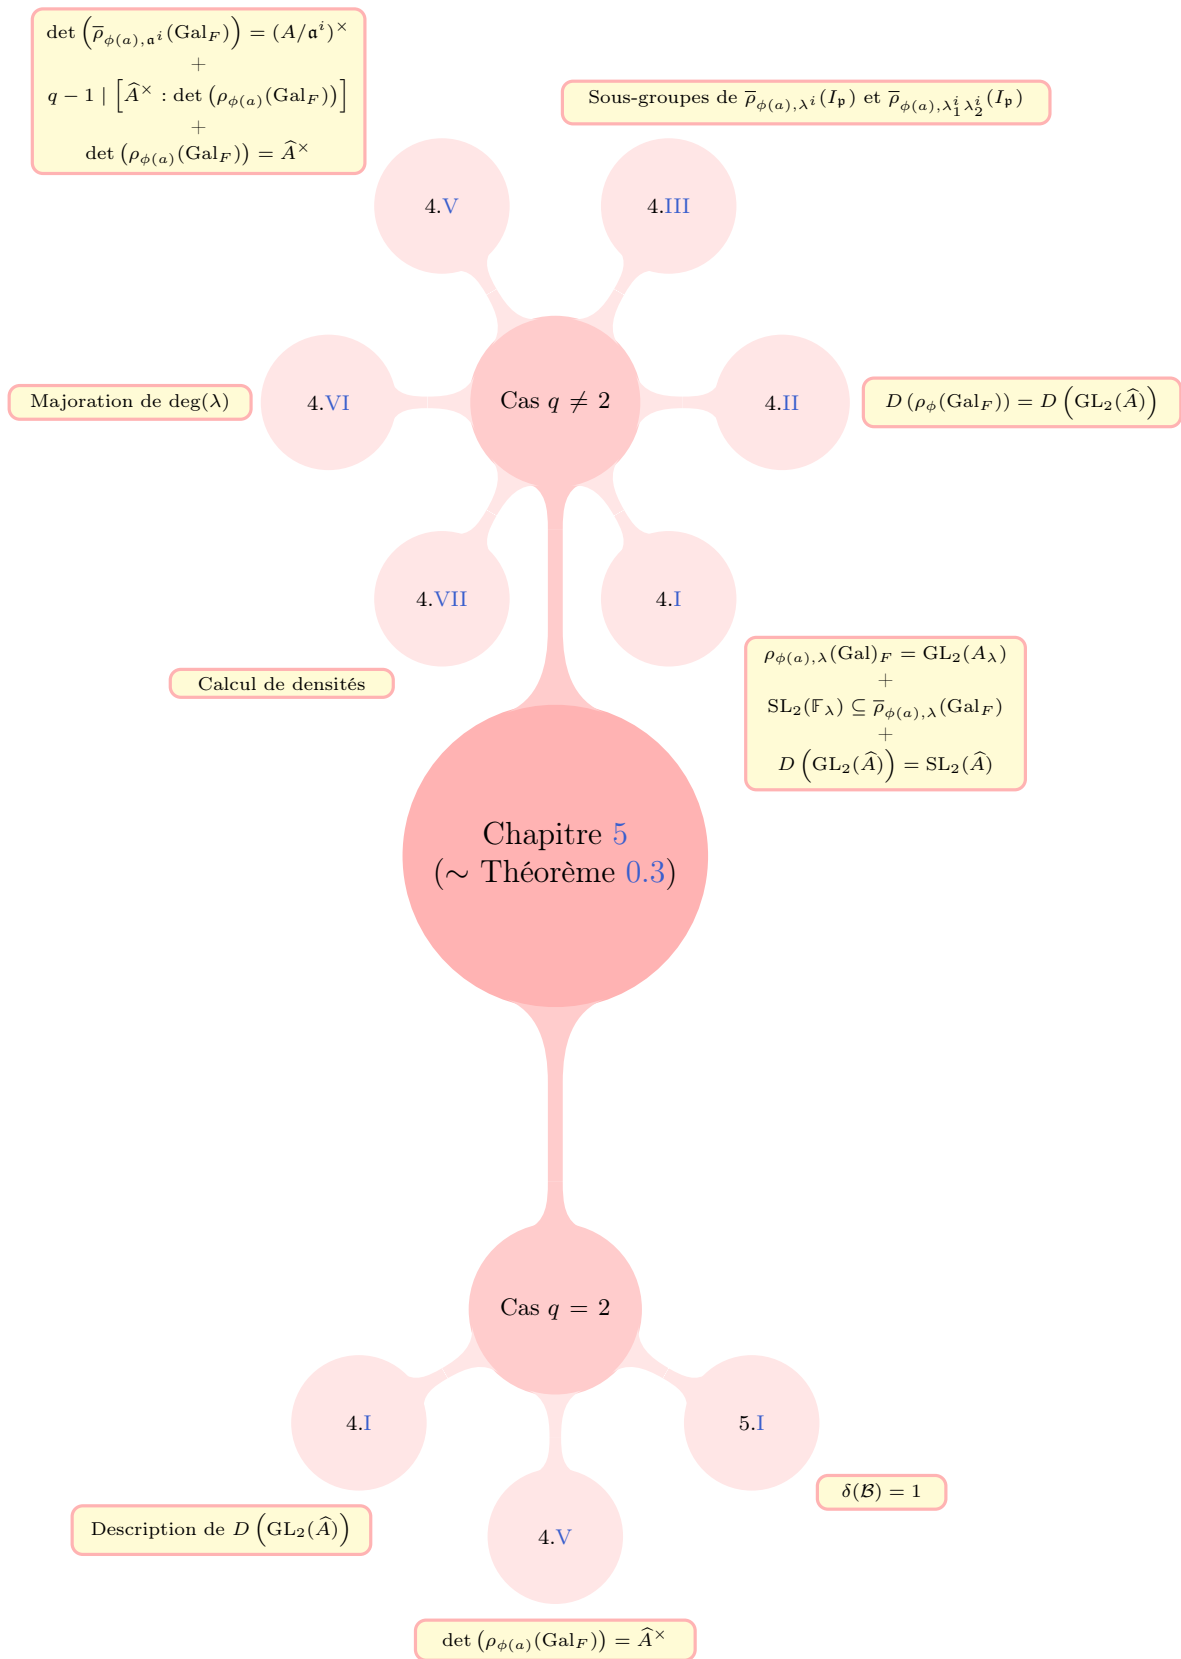 det (ρ̅_{ϕ(a),𝔞^i}(Gal_F)) = (A/𝔞^i)^×
+
q − 1 | [Â^× : det (ρ_{ϕ(a)}(Gal_F))]
+
det (ρ_{ϕ(a)}(Gal_F)) = Â^×
Sous-groupes de ρ̅_{ϕ(a),λ^i}(I_𝔭) et ρ̅_{ϕ(a),λ_1^i λ_2^i}(I_𝔭)
4.V
4.III
Majoration de deg(λ)
4.VI
Cas q ≠ 2
4.II
D (ρ_ϕ(Gal_F)) = D (GL_2(Â))
4.VII
4.I
Calcul de densités
ρ_{ϕ(a),λ}(Gal)_F = GL_2(A_λ)
+
SL_2(𝔽_λ) ⊆ ρ̅_{ϕ(a),λ}(Gal_F)
+
D (GL_2(Â)) = SL_2(Â)
Chapitre 5
(∼ Théorème 0.3)
Cas q = 2
4.I
5.I
δ(ℬ) = 1
Description de D (GL_2(Â))
4.V
det (ρ_{ϕ(a)}(Gal_F)) = Â^×